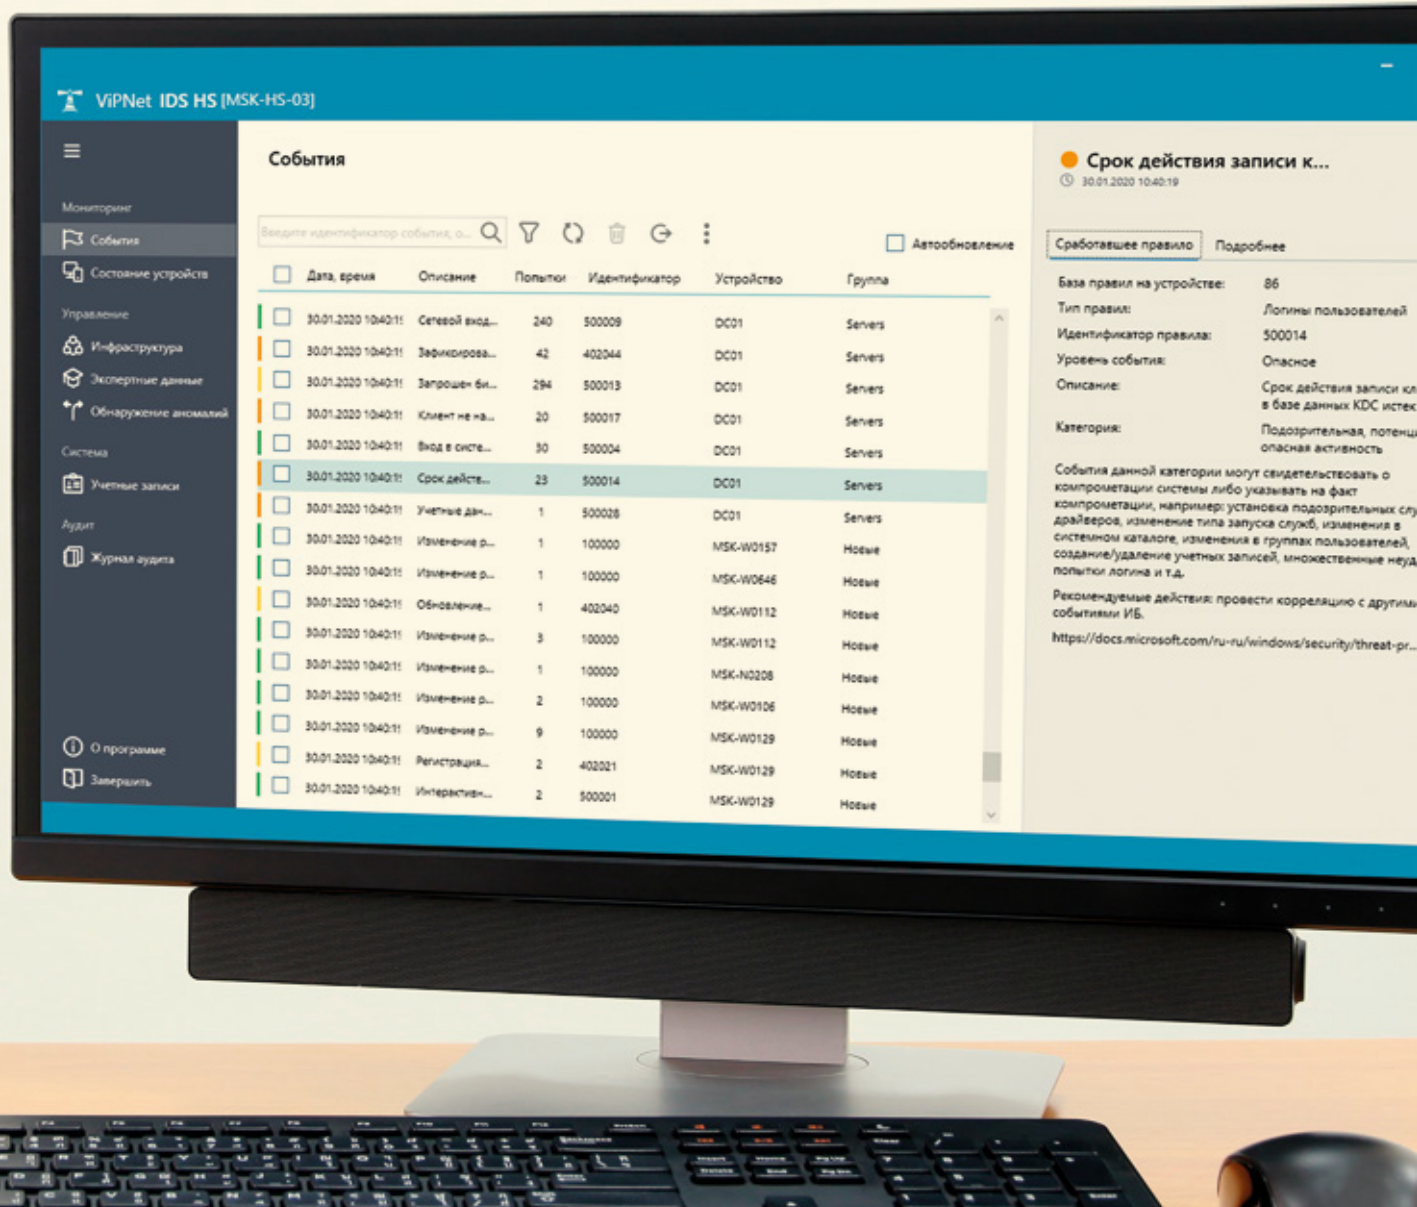 ViPNet IDS HS [MSK-HS-03]
Мониторинг
События
Состояние устройств
Управление
Инфраструктура
Экспертные данные
Обнаружение аномалий
Система
Учетные записи
Аудит
Журнал аудита
О программе
Завершить
События
Введите идентификатор события, о...
Автообновление
Дата, время Описание Попытки Идентификатор Устройство Группа
30.01.2020 10:40:1 Сетевой вход... 240 500009 DC01 Servers
30.01.2020 10:40:1 Зафиксирова... 42 402044 DC01 Servers
30.01.2020 10:40:1 Запрошен би... 294 500013 DC01 Servers
30.01.2020 10:40:1 Клиент не на... 20 500017 DC01 Servers
30.01.2020 10:40:1 Вход в систе... 30 500004 DC01 Servers
30.01.2020 10:40:1 Срок действ... 23 500014 DC01 Servers
30.01.2020 10:40:1 Учетные дан... 1 500028 DC01 Servers
30.01.2020 10:40:1 Изменение р... 1 100000 MSK-W0157 Новые
30.01.2020 10:40:1 Изменение р... 1 100000 MSK-W0646 Новые
30.01.2020 10:40:1 Обновление... 1 402040 MSK-W0112 Новые
30.01.2020 10:40:1 Изменение р... 3 100000 MSK-W0112 Новые
30.01.2020 10:40:1 Изменение р... 1 100000 MSK-N0208 Новые
30.01.2020 10:40:1 Изменение р... 2 100000 MSK-W0106 Новые
30.01.2020 10:40:1 Изменение р... 9 100000 MSK-W0129 Новые
30.01.2020 10:40:1 Регистрация... 2 402021 MSK-W0129 Новые
30.01.2020 10:40:1 Интерактивн... 2 500001 MSK-W0129 Новые
Срок действия записи к...
30.01.2020 10:40:19
Сработавшее правило Подробнее
База правил на устройстве: 86
Тип правил: Логины пользователей
Идентификатор правила: 500014
Уровень события: Опасное
Описание: Срок действия записи кл
в базе данных KDC истек
Категория: Подозрительная, потенци
опасная активность
События данной категории могут свидетельствовать о
компрометации системы либо указывать на факт
компрометации, например: установка подозрительных слу
драйверов, изменение типа запуска служб, изменения в
системном каталоге, изменения в группах пользователей,
создание/удаление учетных записей, множественные неуд
попытки логина и т.д.
Рекомендуемые действия: провести корреляцию с другими
событиями ИБ.
https://docs.microsoft.com/ru-ru/windows/security/threat-pr...